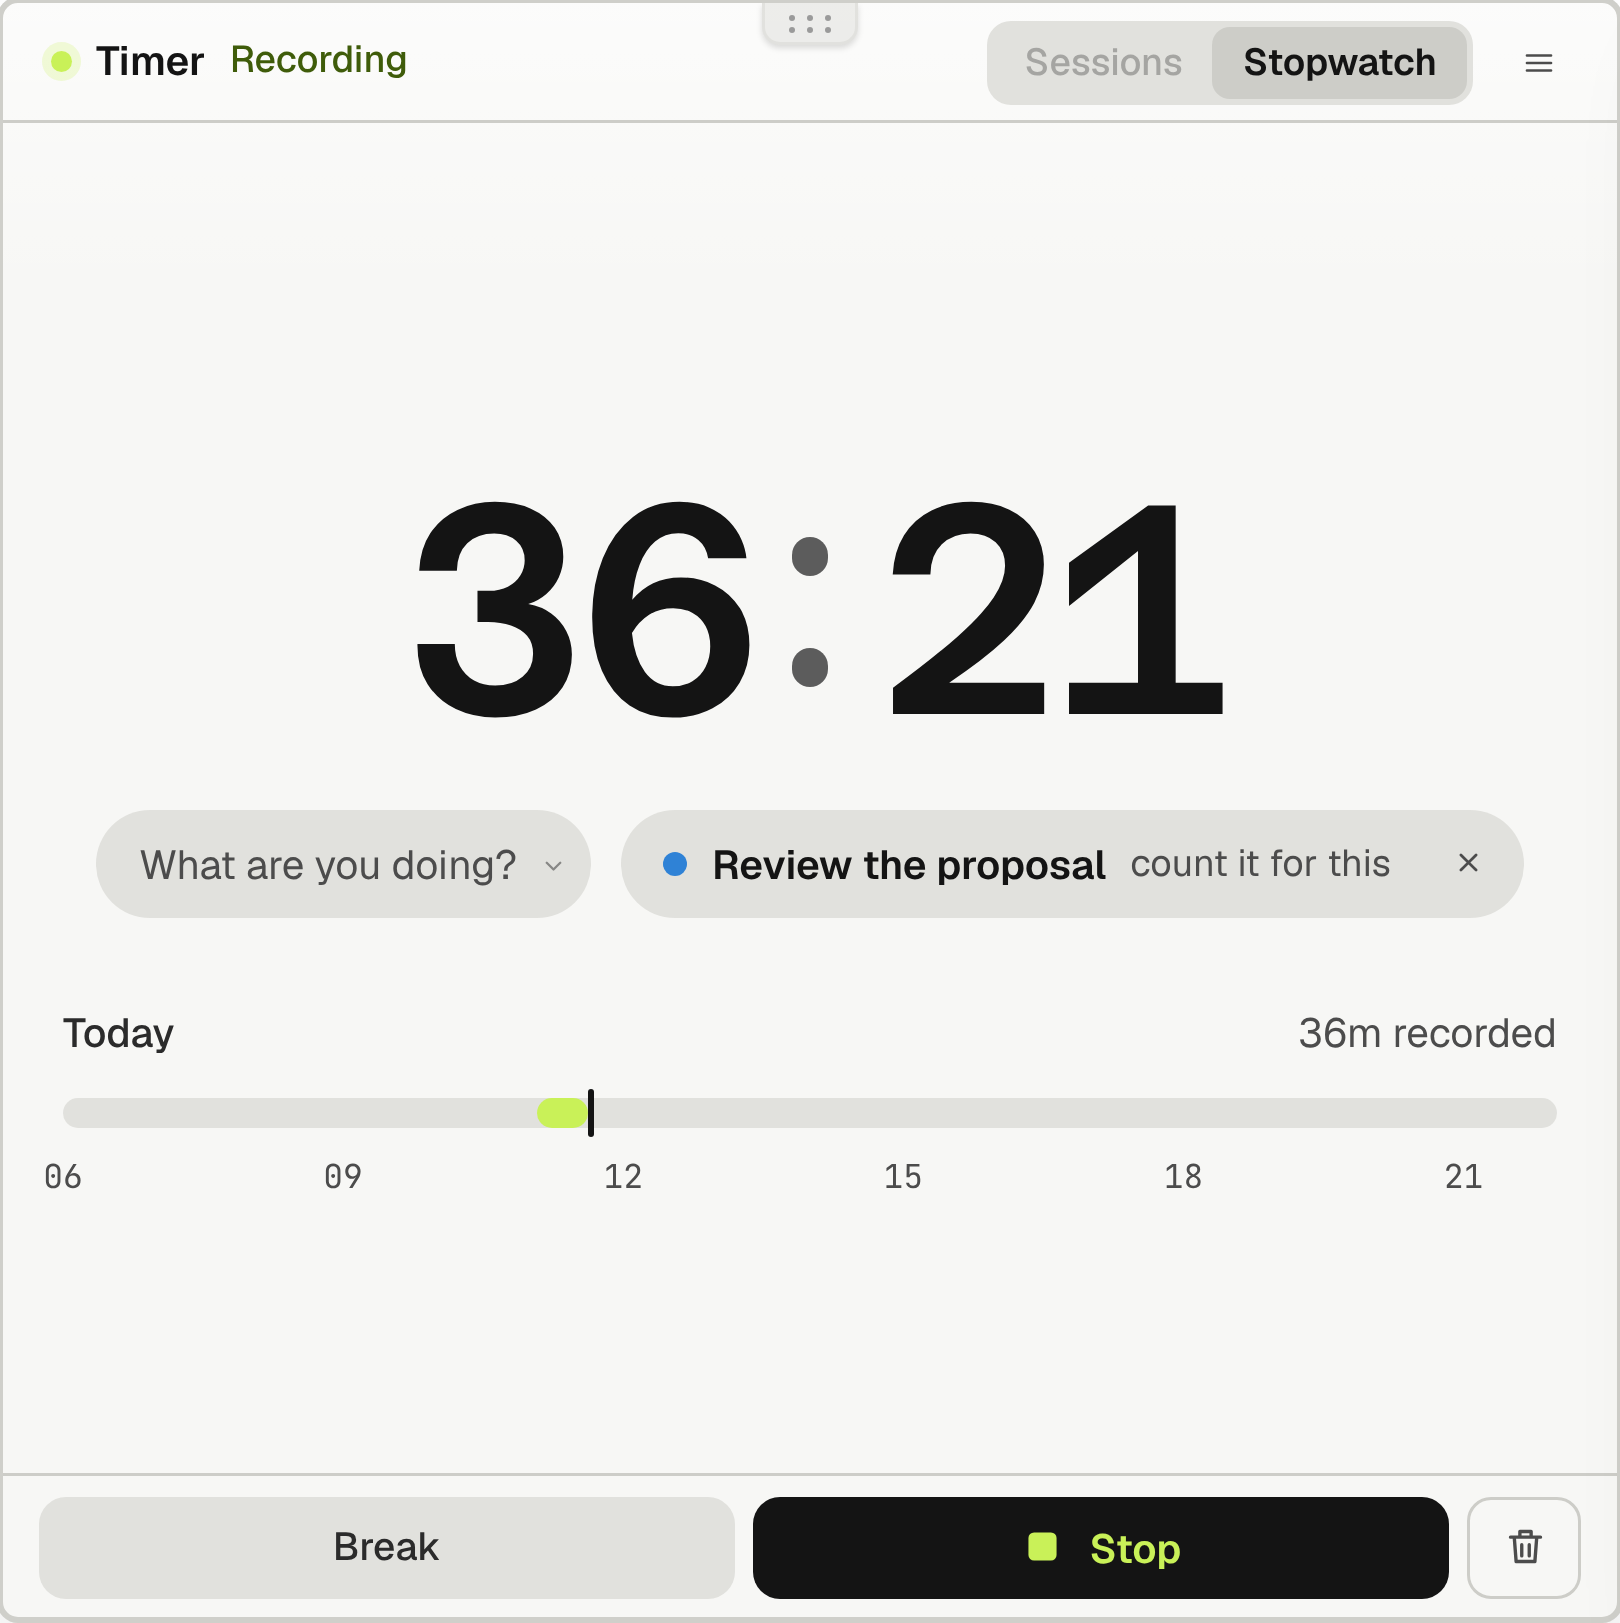 Timer Recording Sessions Stopwatch
36:21
What are you doing? Review the proposal count it for this
Today 36m recorded
06 09 12 15 18 21
Break Stop